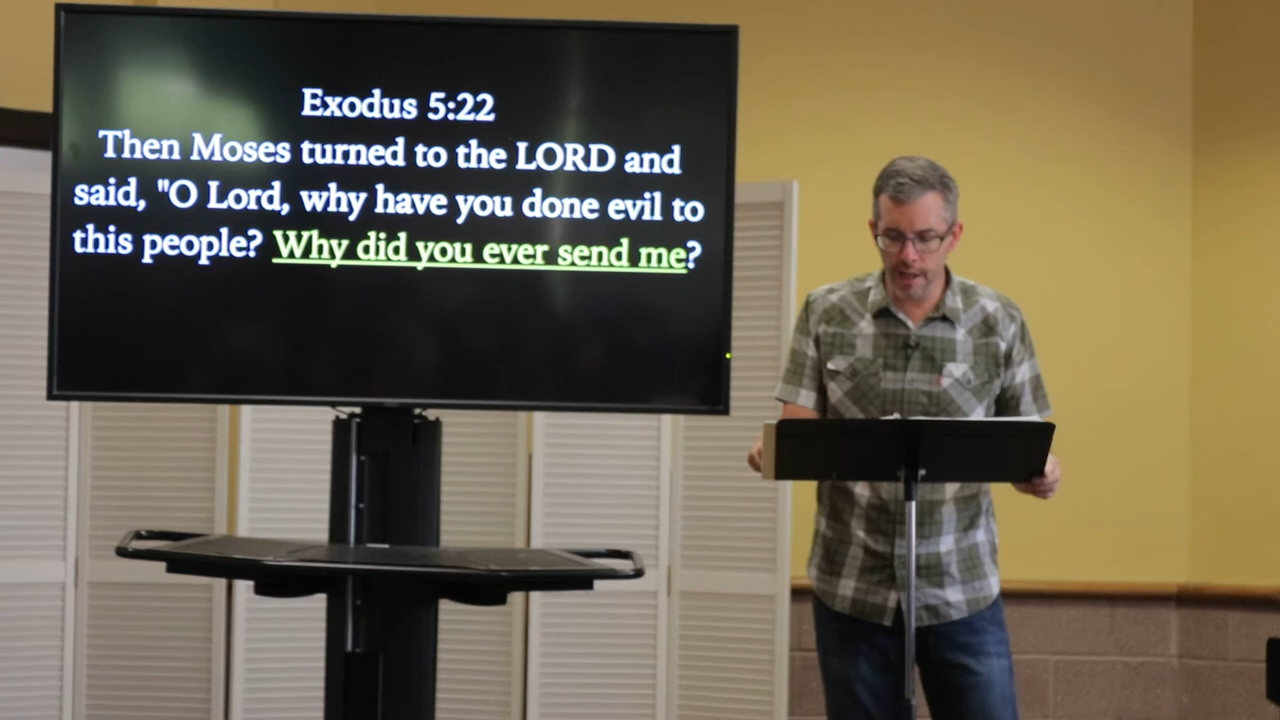 Exodus 5:22
Then Moses turned to the LORD and
said, "O Lord, why have you done evil to
this people? Why did you ever send me?